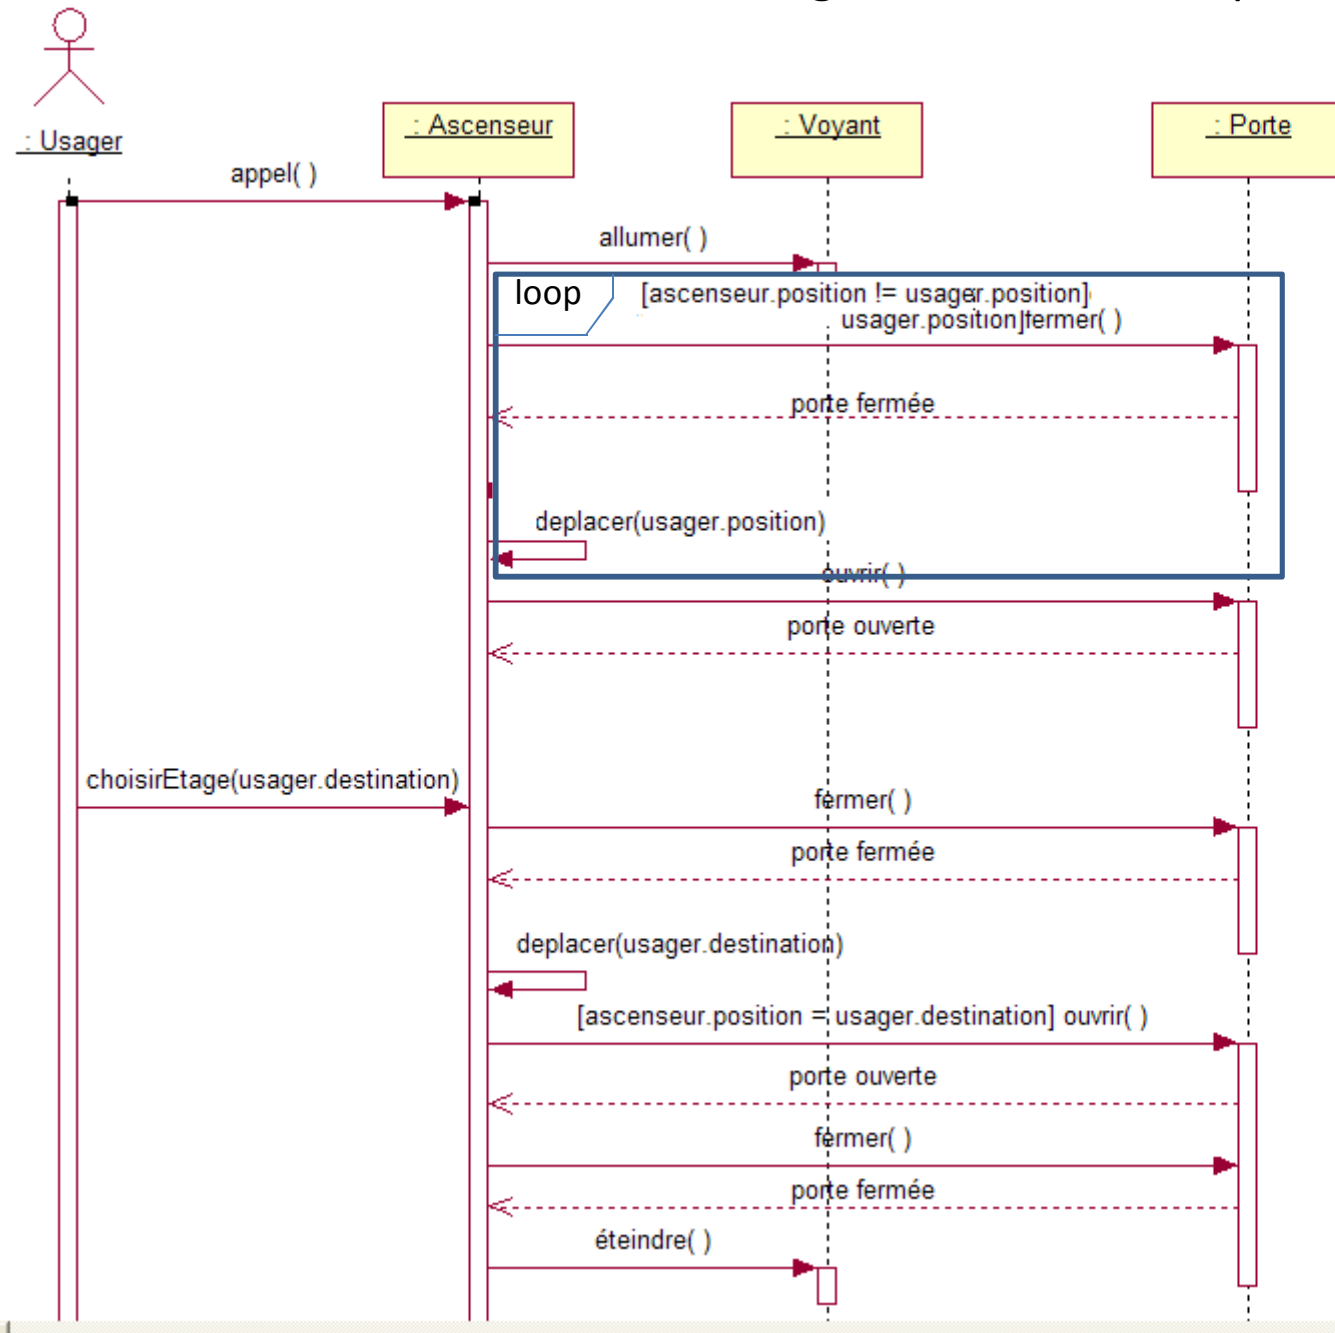 : Usager
: Ascenseur
: Voyant
: Porte
appel( )
allumer( )
loop
[ascenseur.position != usager.position]
usager.position]fermer( )
porte fermée
deplacer(usager.position)
ouvrir( )
porte ouverte
choisirEtage(usager.destination)
fermer( )
porte fermée
deplacer(usager.destination)
[ascenseur.position = usager.destination] ouvrir( )
porte ouverte
fermer( )
porte fermée
éteindre( )